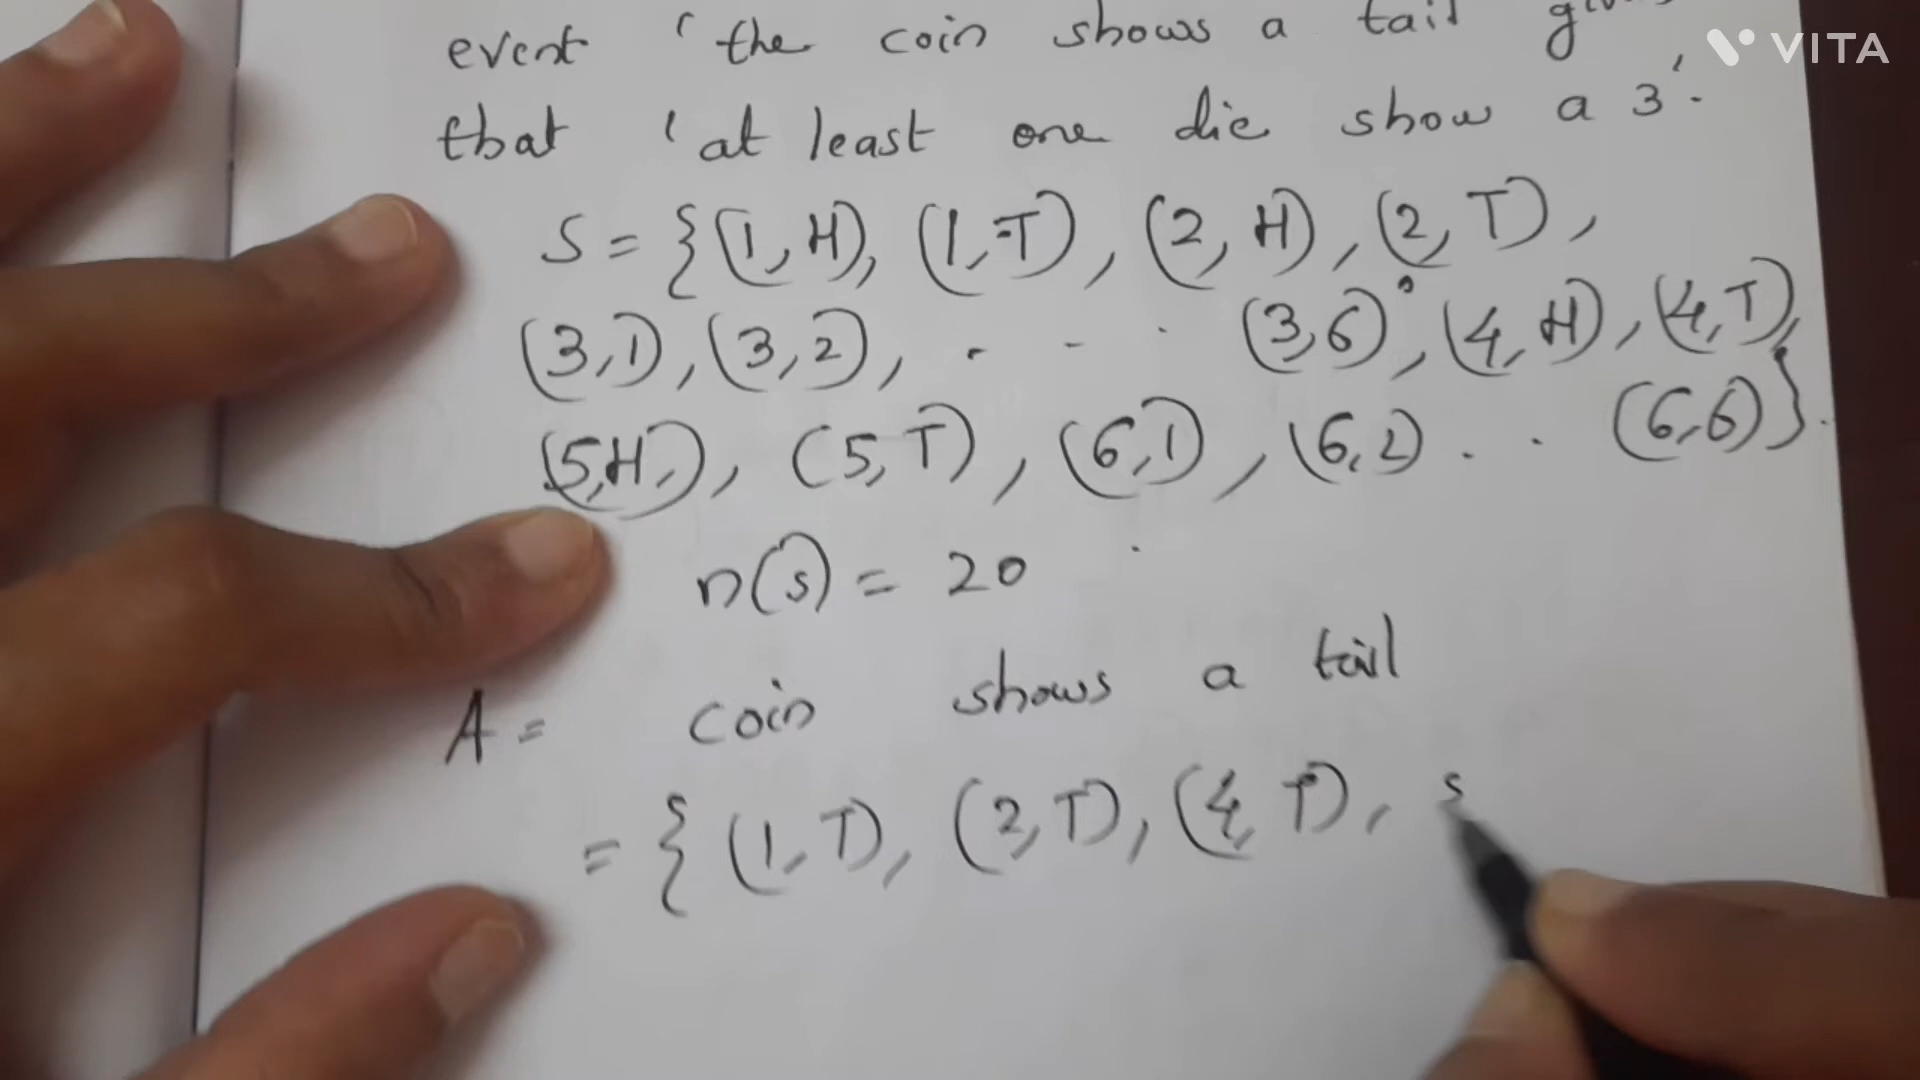 event 'the coin shows a tail
VITA
that 'at least one die show a 3'.
S = {(1,H), (1,T), (2,H), (2,T),
(3,1), (3,2), . . . (3,6), (4,H), (4,T),
(5,H,), (5,T), (6,1), (6,2) . . (6,6)}.
n(s) = 20
A = coin shows a tail
= {(1,T), (2,T), (4,T), 5